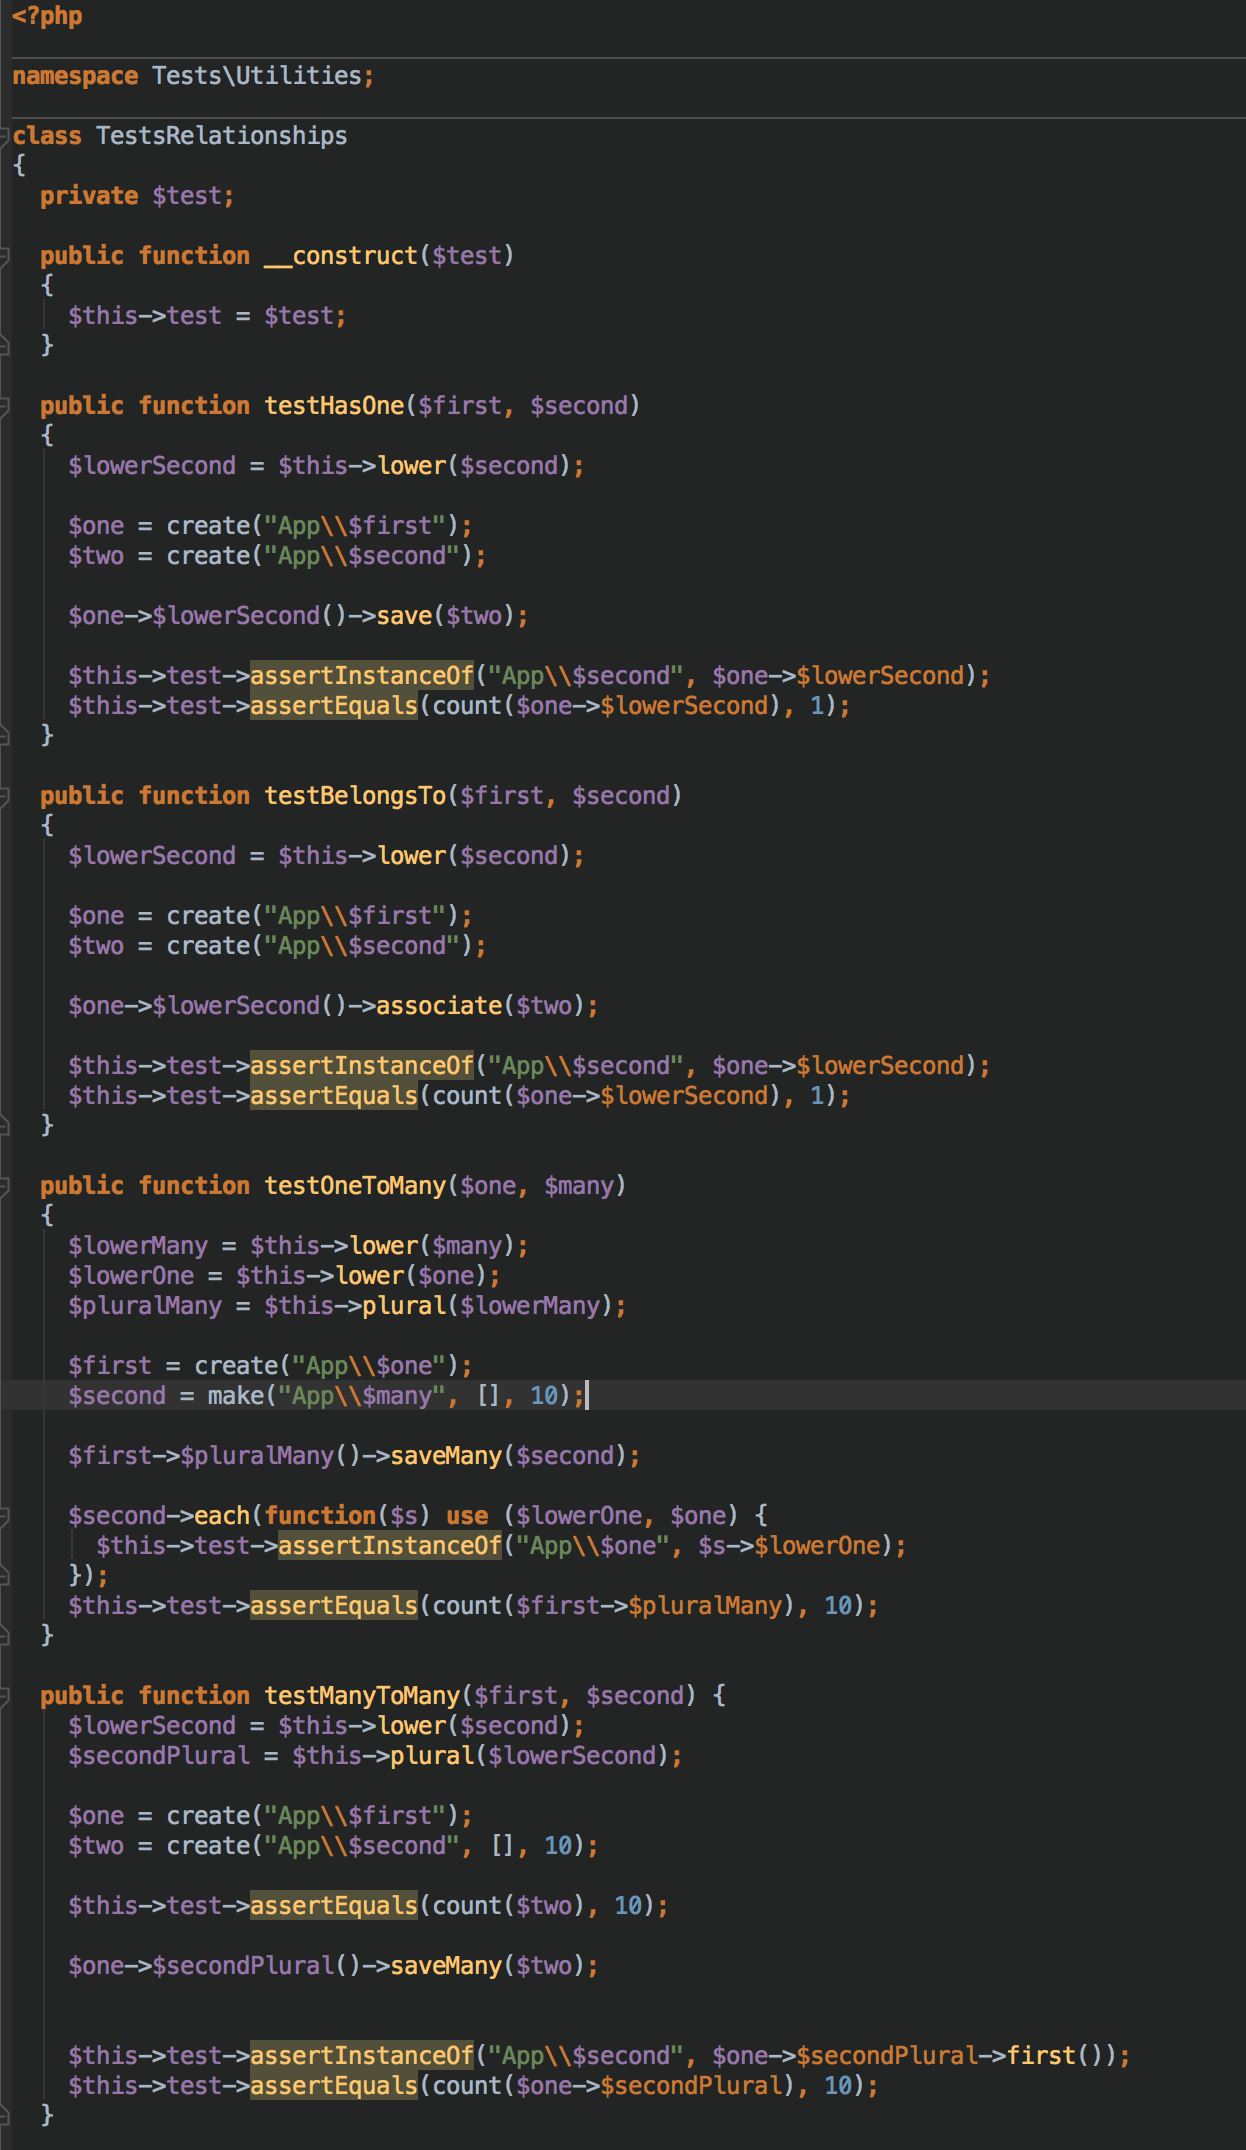 <?php
namespace Tests\Utilities;
class TestsRelationships
{
  private $test;
  public function __construct($test)
  {
    $this->test = $test;
  }
  public function testHasOne($first, $second)
  {
    $lowerSecond = $this->lower($second);
    $one = create("App\\$first");
    $two = create("App\\$second");
    $one->$lowerSecond()->save($two);
    $this->test->assertInstanceOf("App\\$second", $one->$lowerSecond);
    $this->test->assertEquals(count($one->$lowerSecond), 1);
  }
  public function testBelongsTo($first, $second)
  {
    $lowerSecond = $this->lower($second);
    $one = create("App\\$first");
    $two = create("App\\$second");
    $one->$lowerSecond()->associate($two);
    $this->test->assertInstanceOf("App\\$second", $one->$lowerSecond);
    $this->test->assertEquals(count($one->$lowerSecond), 1);
  }
  public function testOneToMany($one, $many)
  {
    $lowerMany = $this->lower($many);
    $lowerOne = $this->lower($one);
    $pluralMany = $this->plural($lowerMany);
    $first = create("App\\$one");
    $second = make("App\\$many", [], 10);
    $first->$pluralMany()->saveMany($second);
    $second->each(function($s) use ($lowerOne, $one) {
      $this->test->assertInstanceOf("App\\$one", $s->$lowerOne);
    });
    $this->test->assertEquals(count($first->$pluralMany), 10);
  }
  public function testManyToMany($first, $second) {
    $lowerSecond = $this->lower($second);
    $secondPlural = $this->plural($lowerSecond);
    $one = create("App\\$first");
    $two = create("App\\$second", [], 10);
    $this->test->assertEquals(count($two), 10);
    $one->$secondPlural()->saveMany($two);
    $this->test->assertInstanceOf("App\\$second", $one->$secondPlural->first());
    $this->test->assertEquals(count($one->$secondPlural), 10);
  }